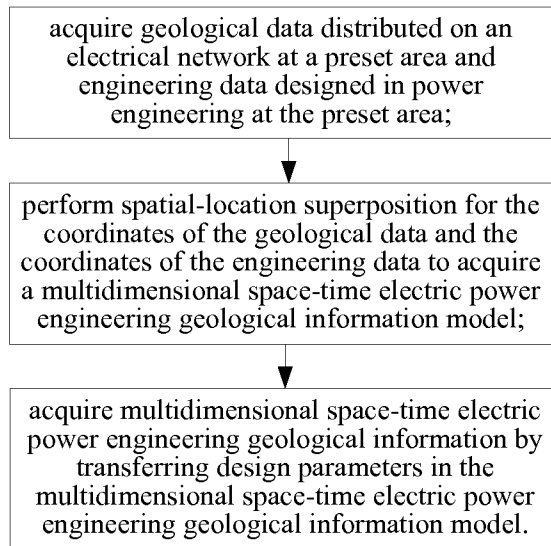 acquire geological data distributed on an
electrical network at a preset area and
engineering data designed in power
engineering at the preset area;
perform spatial-location superposition for the
coordinates of the geological data and the
coordinates of the engineering data to acquire
a multidimensional space-time electric power
engineering geological information model;
acquire multidimensional space-time electric
power engineering geological information by
transferring design parameters in the
multidimensional space-time electric power
engineering geological information model.